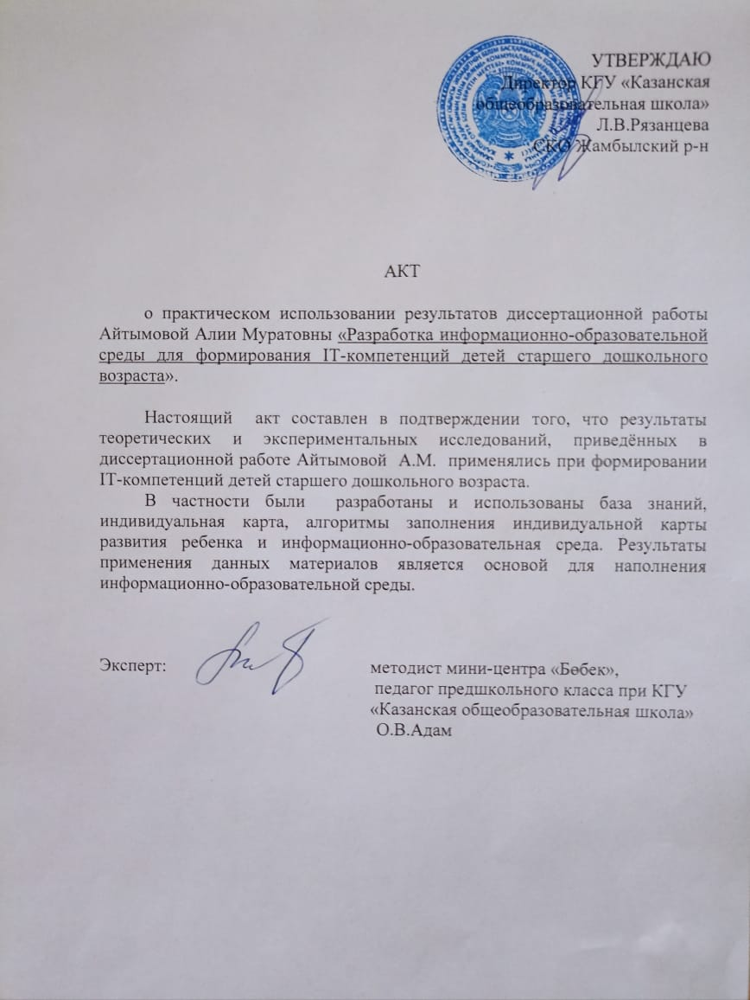 УТВЕРЖДАЮ
Директор КГУ «Казанская
общеобразовательная школа»
Л.В.Рязанцева
СКО Жамбылский р-н
АКТ
о практическом использовании результатов диссертационной работы
Айтымовой Алии Муратовны «Разработка информационно-образовательной
среды для формирования IT-компетенций детей старшего дошкольного
возраста».
Настоящий акт составлен в подтверждении того, что результаты
теоретических и экспериментальных исследований, приведённых в
диссертационной работе Айтымовой А.М. применялись при формировании
IT-компетенций детей старшего дошкольного возраста.
В частности были разработаны и использованы база знаний,
индивидуальная карта, алгоритмы заполнения индивидуальной карты
развития ребенка и информационно-образовательная среда. Результаты
применения данных материалов является основой для наполнения
информационно-образовательной среды.
Эксперт:
методист мини-центра «Бөбек»,
педагог предшкольного класса при КГУ
«Казанская общеобразовательная школа»
О.В.Адам